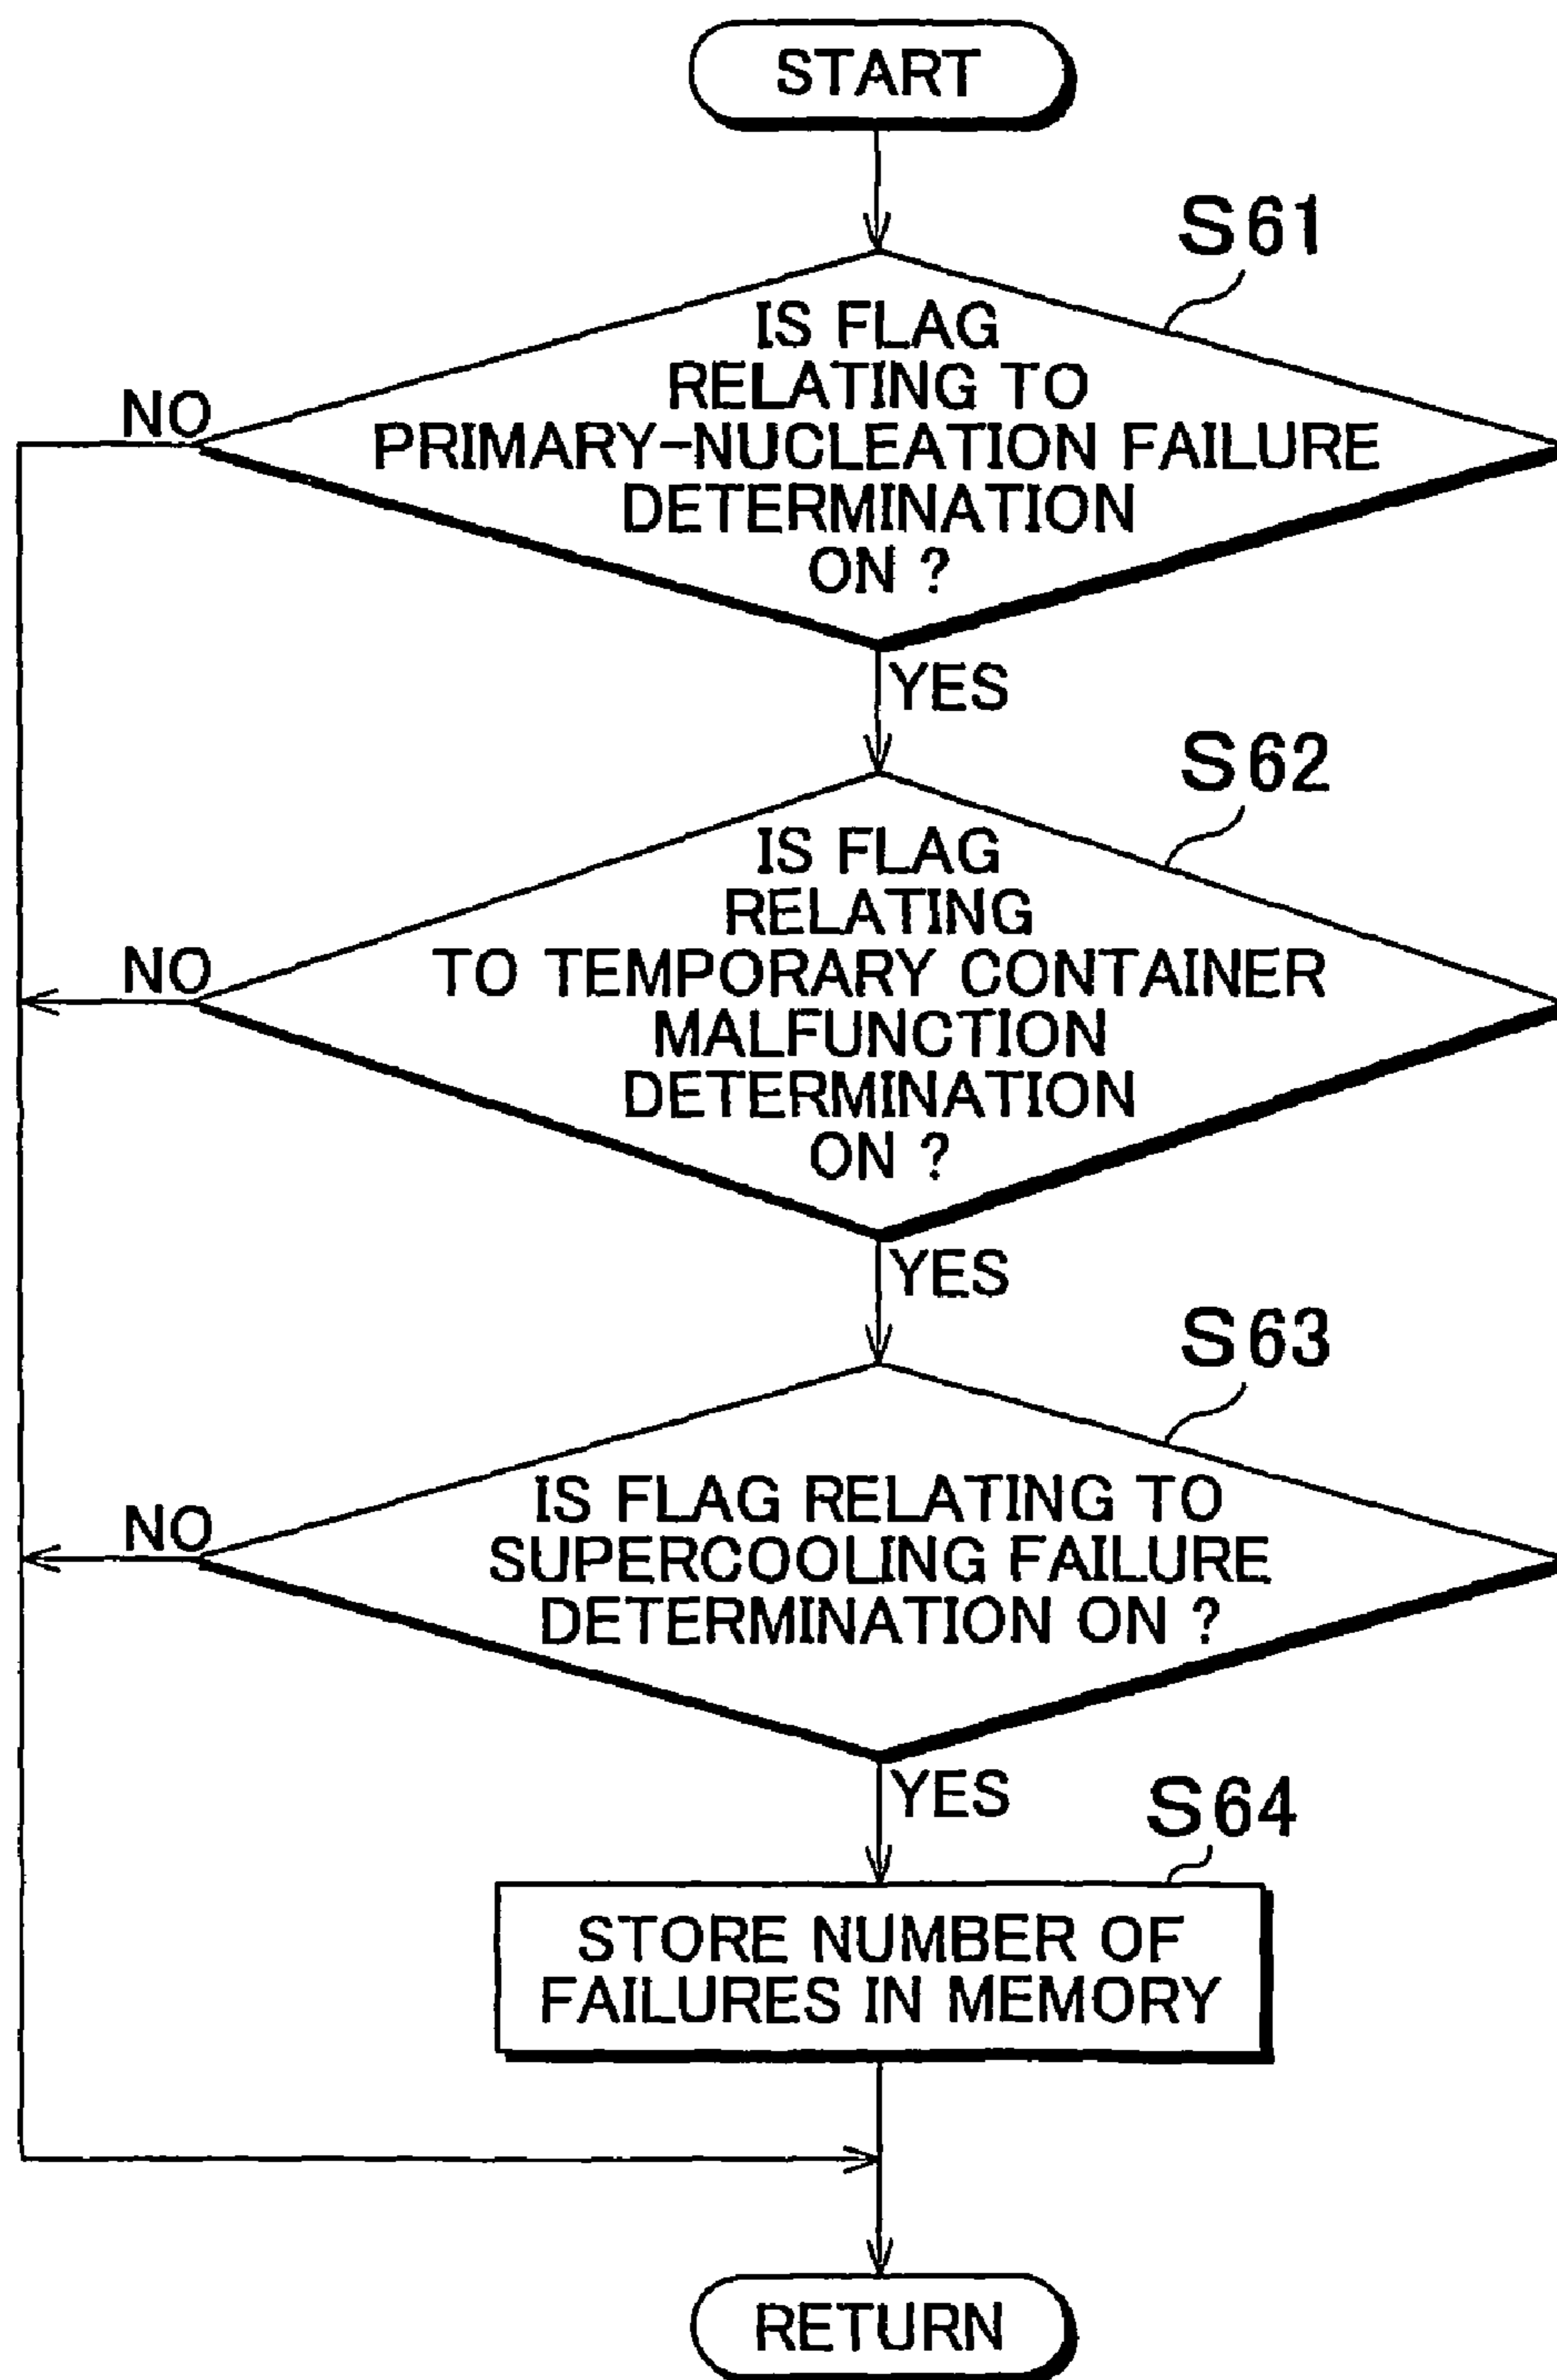 START
S61
IS FLAG
RELATING TO
PRIMARY-NUCLEATION FAILURE
DETERMINATION
ON ?
NO
YES
S62
IS FLAG
RELATING
TO TEMPORARY CONTAINER
MALFUNCTION
DETERMINATION
ON ?
NO
YES
S63
IS FLAG RELATING TO
SUPERCOOLING FAILURE
DETERMINATION ON ?
NO
YES
S64
STORE NUMBER OF
FAILURES IN MEMORY
RETURN